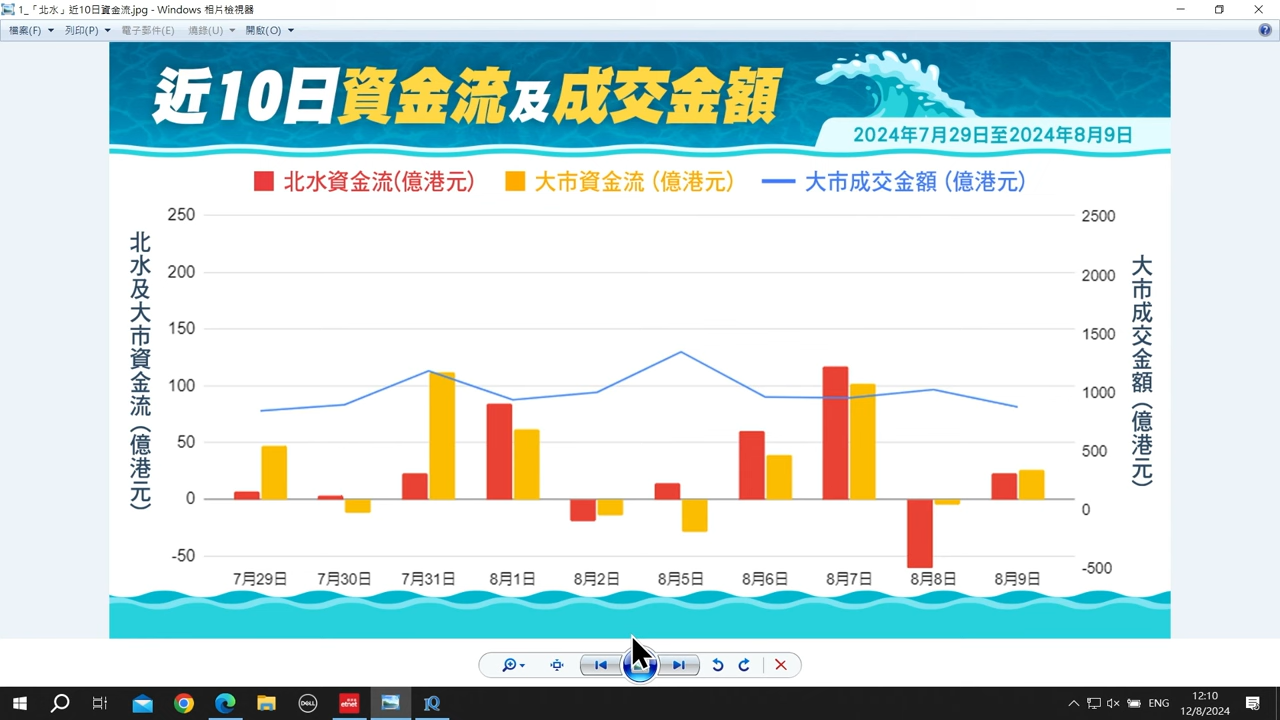 1_「北水」近10日資金流.jpg - Windows 相片檢視器
檔案(F) 列印(P) 電子郵件(E) 燒錄(U) 開啟(O)
近10日資金流及成交金額
2024年7月29日至2024年8月9日
北水資金流(億港元) 大市資金流 (億港元) 大市成交金額 (億港元)
北水及大市資金流(億港元)
250
200
150
100
50
0
-50
2500
2000
1500
1000
500
0
-500
大市成交金額(億港元)
7月29日 7月30日 7月31日 8月1日 8月2日 8月5日 8月6日 8月7日 8月8日 8月9日
DELL
etnet
IQ
ENG
12:10
12/8/2024